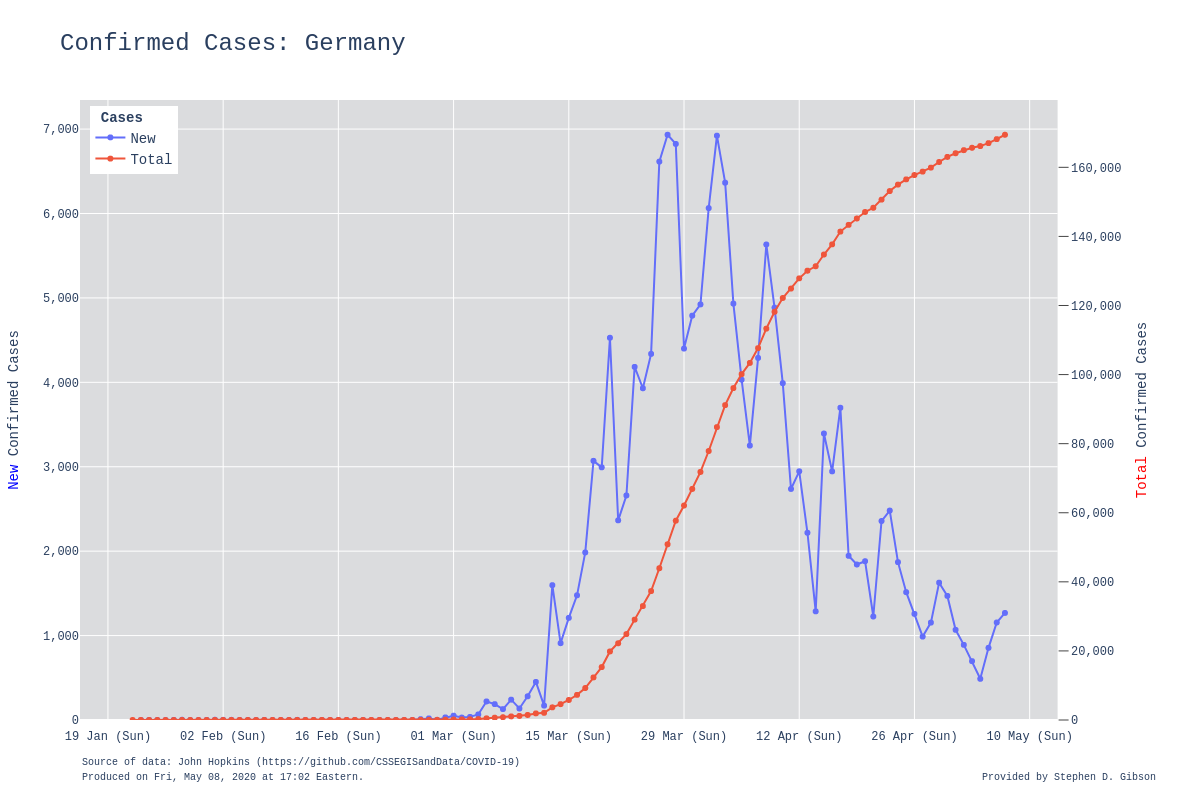 Confirmed Cases: Germany
Cases
New
Total
7,000
6,000
5,000
4,000
3,000
2,000
1,000
0
New Confirmed Cases
160,000
140,000
120,000
100,000
80,000
60,000
40,000
20,000
0
Total Confirmed Cases
19 Jan (Sun) 02 Feb (Sun) 16 Feb (Sun) 01 Mar (Sun) 15 Mar (Sun) 29 Mar (Sun) 12 Apr (Sun) 26 Apr (Sun) 10 May (Sun)
Source of data: John Hopkins (https://github.com/CSSEGISandData/COVID-19)
Produced on Fri, May 08, 2020 at 17:02 Eastern.
Provided by Stephen D. Gibson